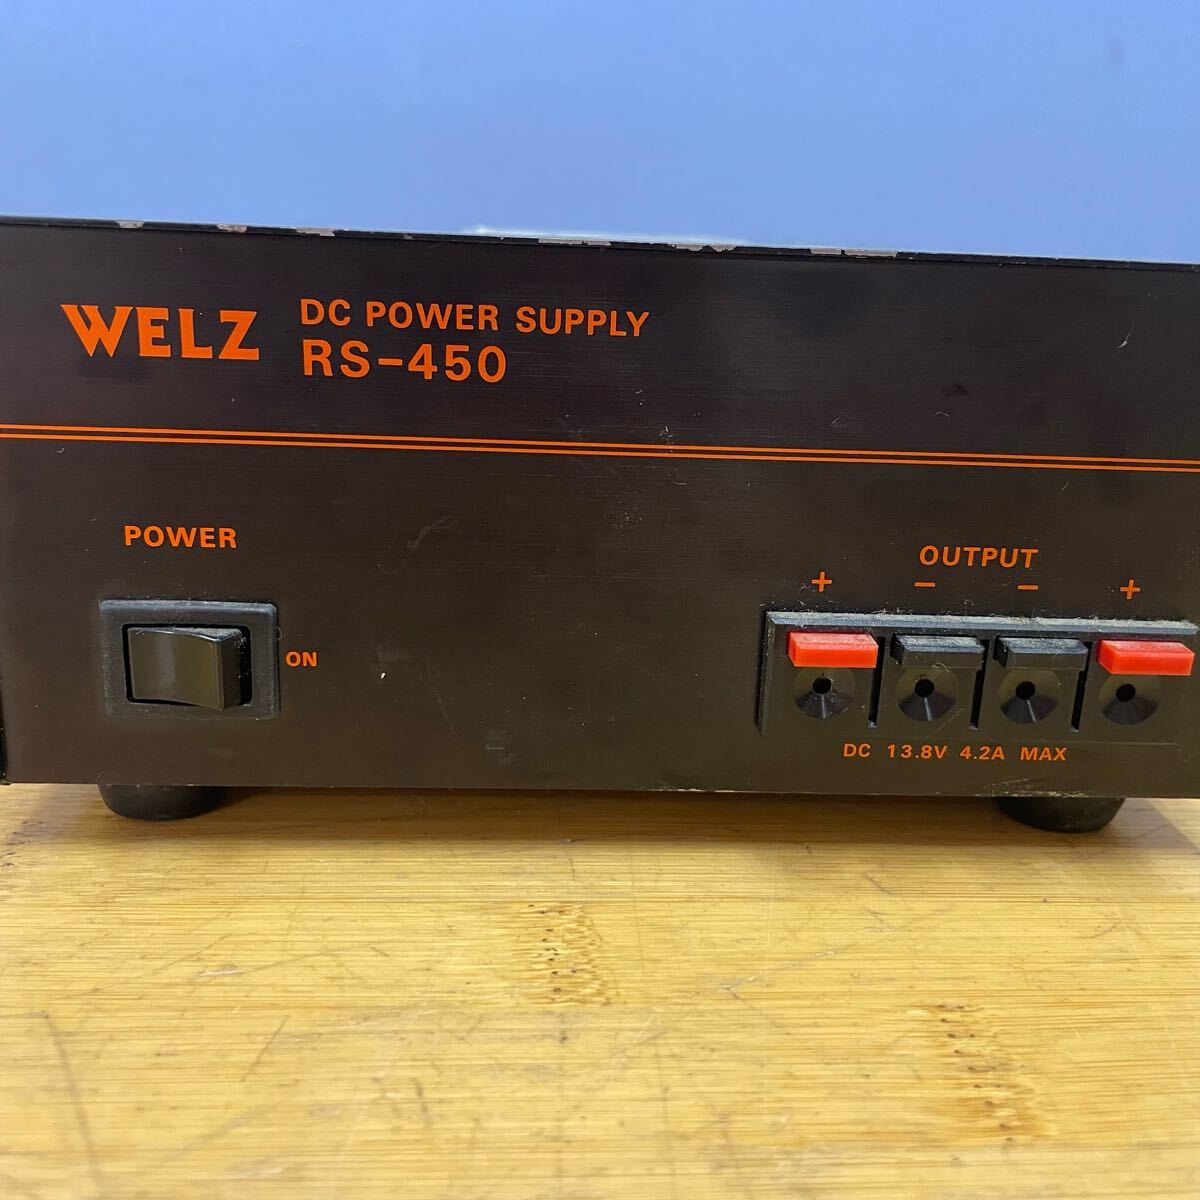 WELZ DC POWER SUPPLY
RS-450
POWER
ON
OUTPUT
+ − − +
DC 13.8V 4.2A MAX